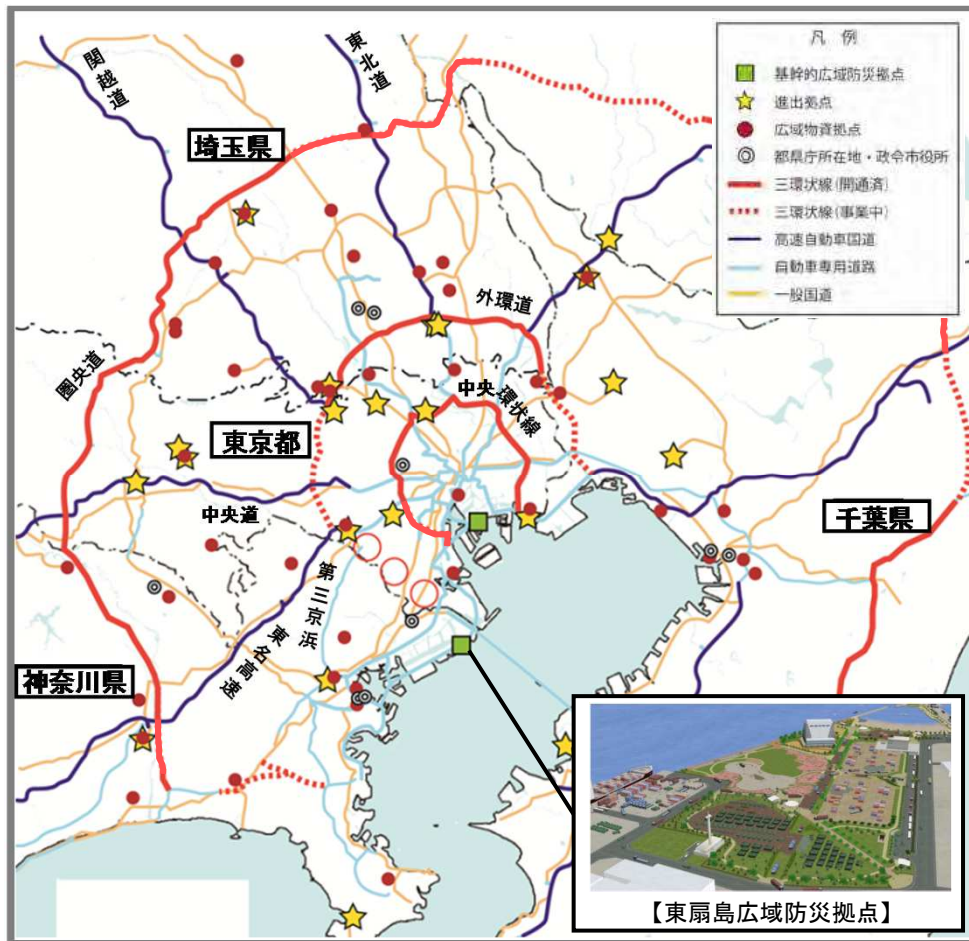 関越道
東北道
埼玉県
凡例
基幹的広域防災拠点
進出拠点
広域物資拠点
都県庁所在地・政令市役所
三環状線(開通済)
三環状線(事業中)
高速自動車国道
自動車専用道路
一般国道
外環道
圏央道
中央環状線
東京都
中央道
千葉県
第三京浜
東名高速
神奈川県
【東扇島広域防災拠点】